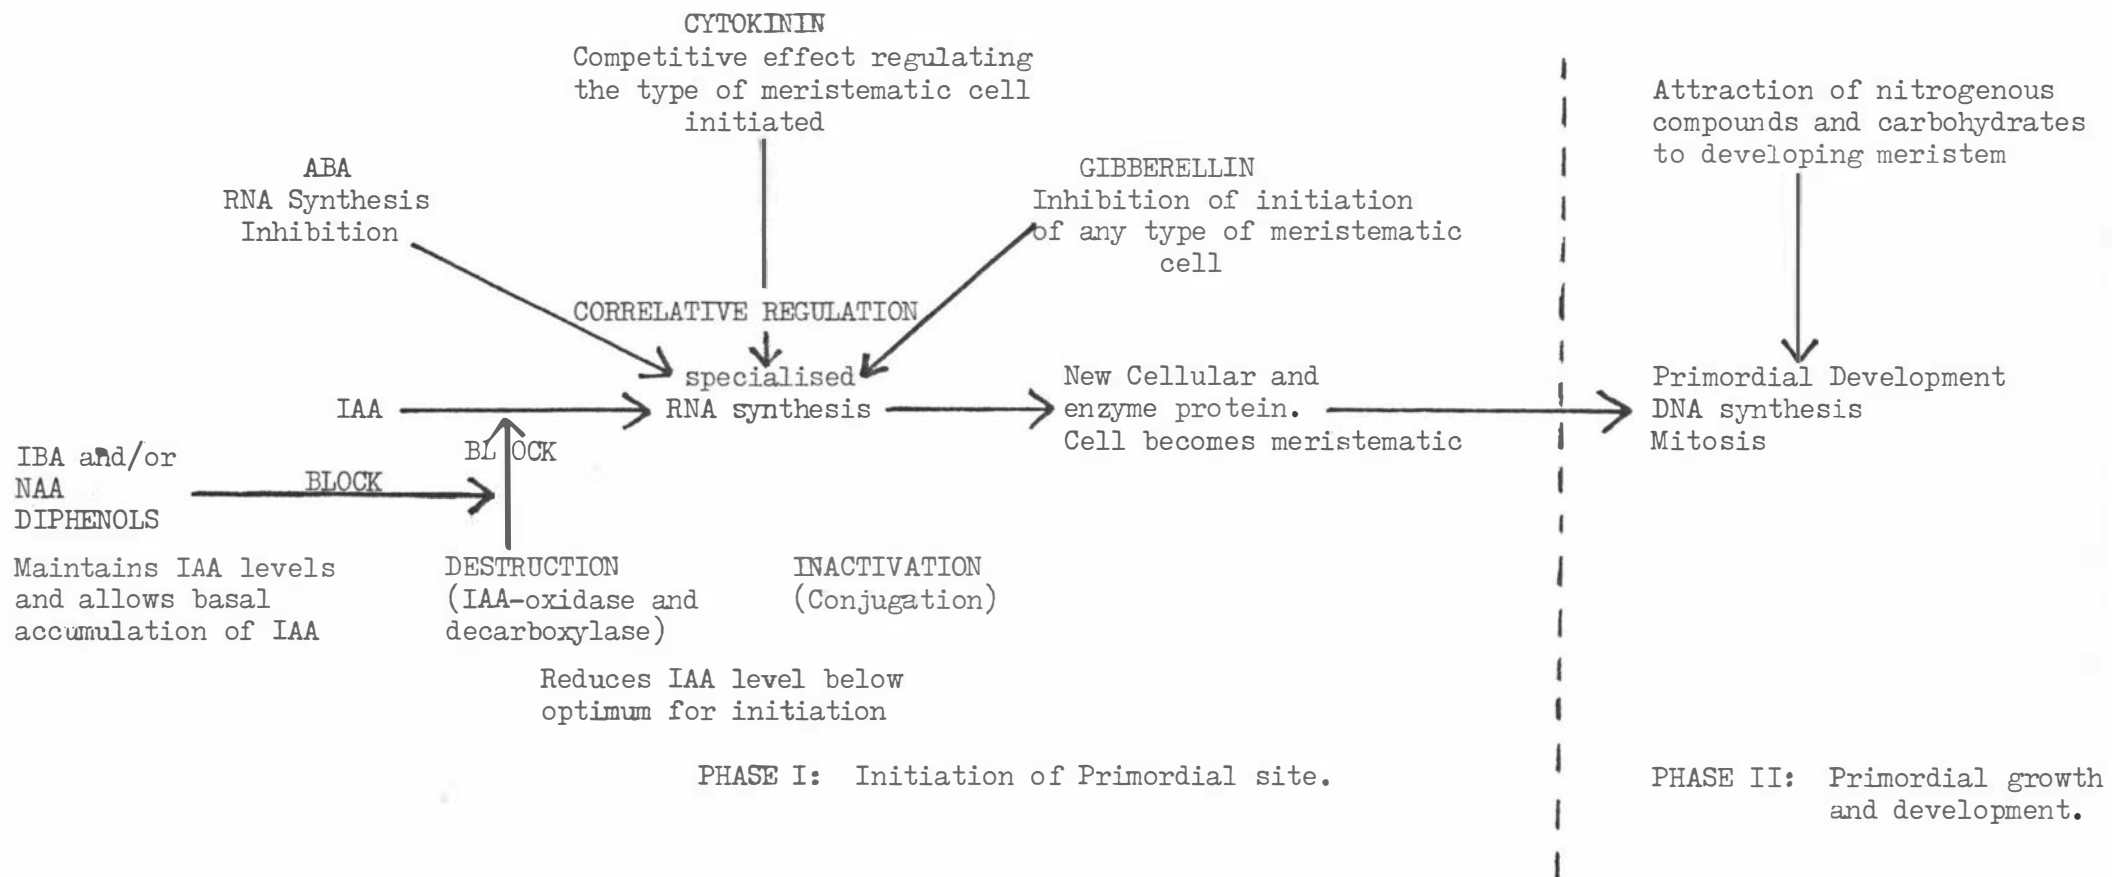 CYTOKININ
Competitive effect regulating
the type of meristematic cell
initiated
ABA
RNA Synthesis
Inhibition
GIBBERELLIN
Inhibition of initiation
of any type of meristematic
cell
CORRELATIVE REGULATION
Attraction of nitrogenous
compounds and carbohydrates
to developing meristem
IAA
specialised
RNA synthesis
New Cellular and
enzyme protein.
Cell becomes meristematic
Primordial Development
DNA synthesis
Mitosis
BLOCK
IBA and/or
NAA
DIPHENOLS
BLOCK
Maintains IAA levels
and allows basal
accumulation of IAA
DESTRUCTION
(IAA-oxidase and
decarboxylase)
INACTIVATION
(Conjugation)
Reduces IAA level below
optimum for initiation
PHASE I: Initiation of Primordial site.
PHASE II: Primordial growth
and development.